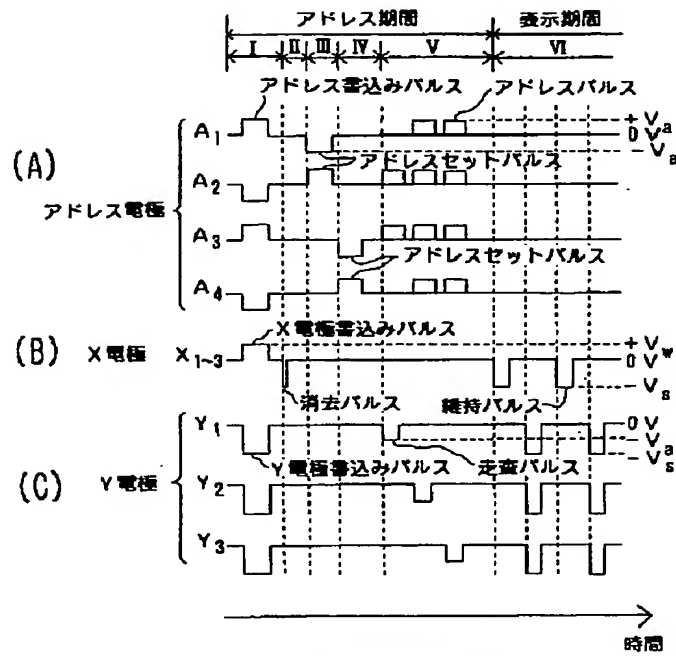 アドレス期間 表示期間
I II III IV V VI
アドレス書込みパルス アドレスパルス
A1 +Va
0V
-Va
(A) アドレスセットパルス
A2
アドレス電極
A3
アドレスセットパルス
A4
X電極書込みパルス
(B) X電極 X1~3 +Vw
0V
-Vs
消去パルス 維持パルス
Y1 0V
-Va
-Vs
Y電極書込みパルス 走査パルス
(C) Y電極 Y2
Y3
時間